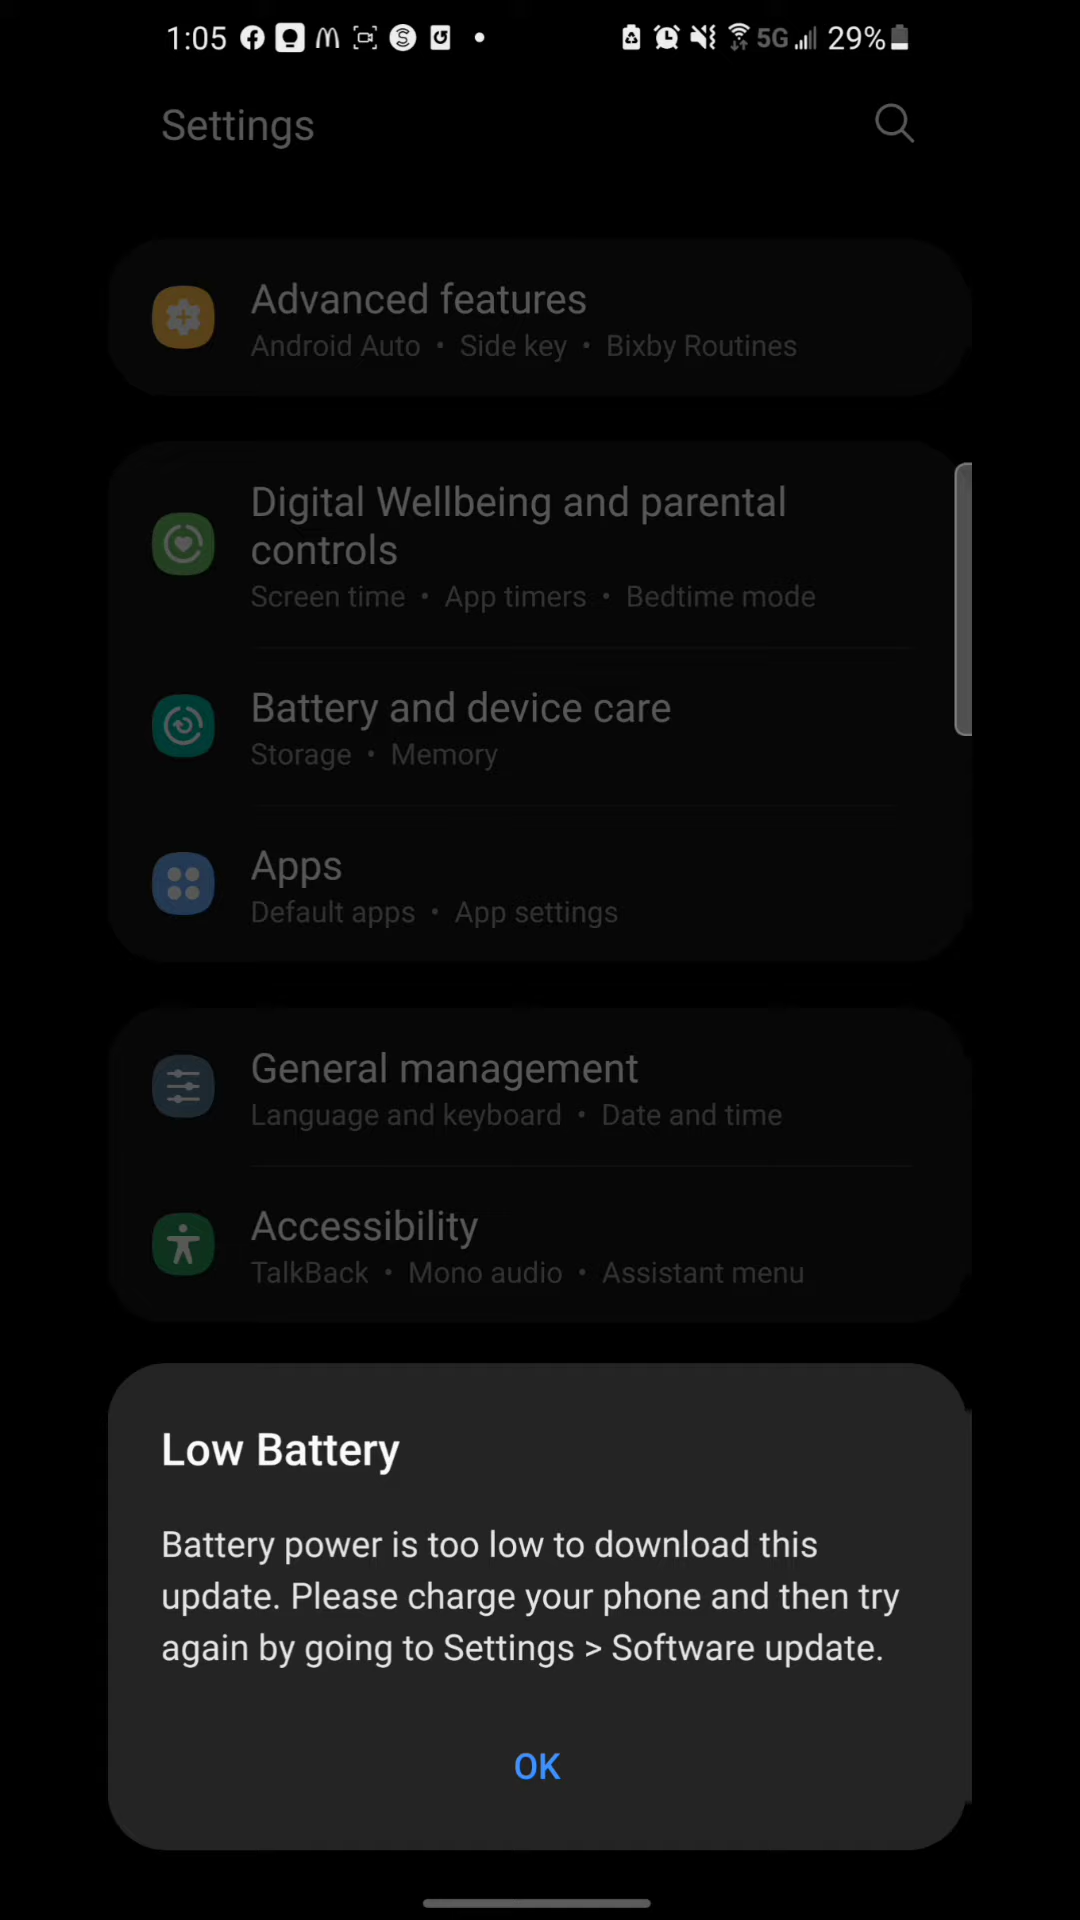 1:05 5G 29%
Settings
Advanced features
Android Auto • Side key • Bixby Routines
Digital Wellbeing and parental
controls
Screen time • App timers • Bedtime mode
Battery and device care
Storage • Memory
Apps
Default apps • App settings
General management
Language and keyboard • Date and time
Accessibility
TalkBack • Mono audio • Assistant menu
Low Battery
Battery power is too low to download this
update. Please charge your phone and then try
again by going to Settings > Software update.
OK